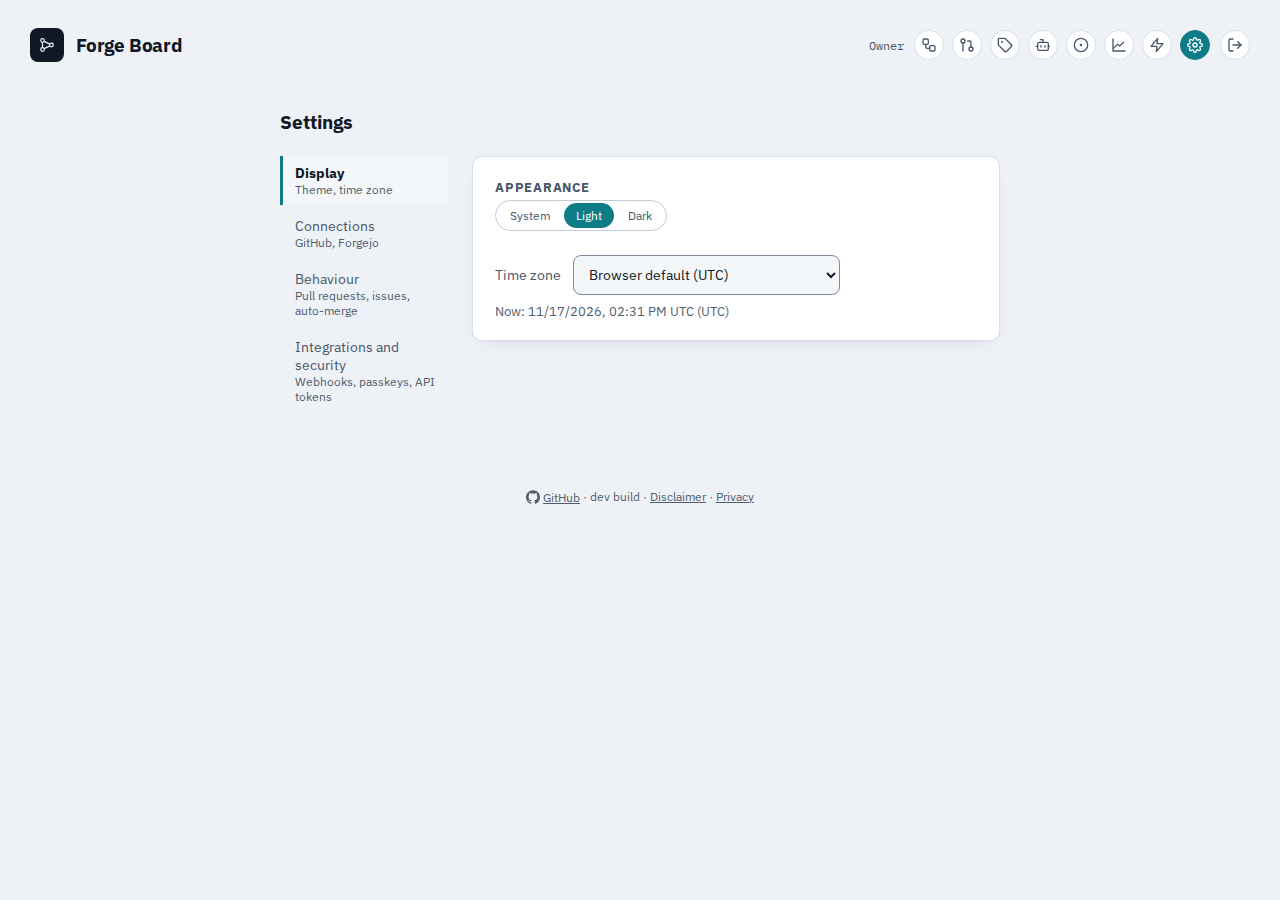 Forge Board
Owner
Settings
Display
Theme, time zone
Connections
GitHub, Forgejo
Behaviour
Pull requests, issues,
auto-merge
Integrations and
security
Webhooks, passkeys, API
tokens
APPEARANCE
System Light Dark
Time zone Browser default (UTC)
Now: 11/17/2026, 02:31 PM UTC (UTC)
GitHub · dev build · Disclaimer · Privacy